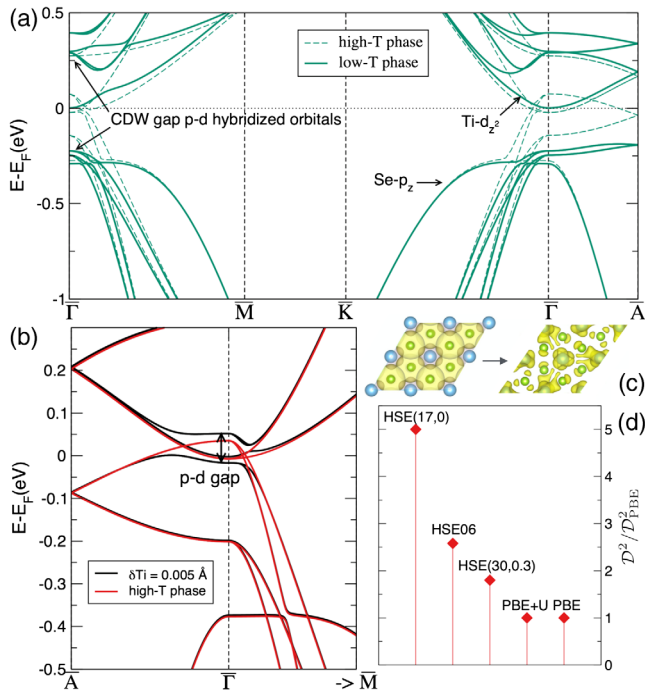 (a)
0.5
0
-0.5
-1
E-E_F(eV)
high-T phase
low-T phase
CDW gap p-d hybridized orbitals
Ti-d_z²
Se-p_z
Γ̅ M̅ K̅ Γ̅ A̅
(b)
0.2
0.1
0
-0.1
-0.2
-0.3
-0.4
-0.5
E-E_F(eV)
p-d gap
δTi = 0.005 Å
high-T phase
A̅ Γ̅ -> M̅
(c)
(d)
HSE(17,0)
HSE06
HSE(30,0.3)
PBE+U PBE
5
4
3
2
1
0
𝒟²/𝒟²_PBE